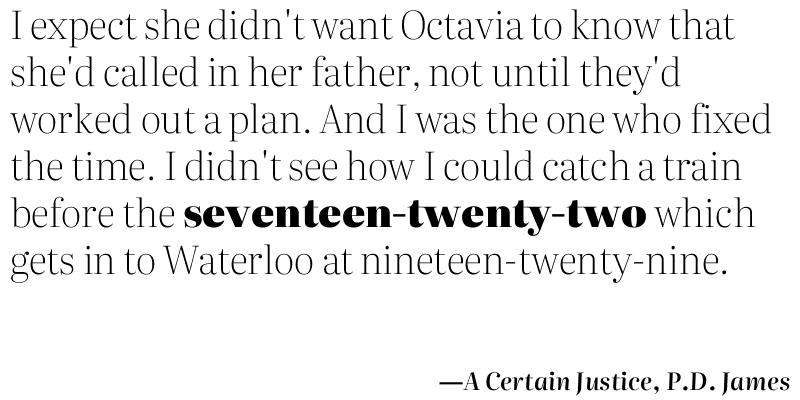 I expect she didn't want Octavia to know that
she'd called in her father, not until they'd
worked out a plan. And I was the one who fixed
the time. I didn't see how I could catch a train
before the seventeen-twenty-two which
gets in to Waterloo at nineteen-twenty-nine.
—A Certain Justice, P.D. James